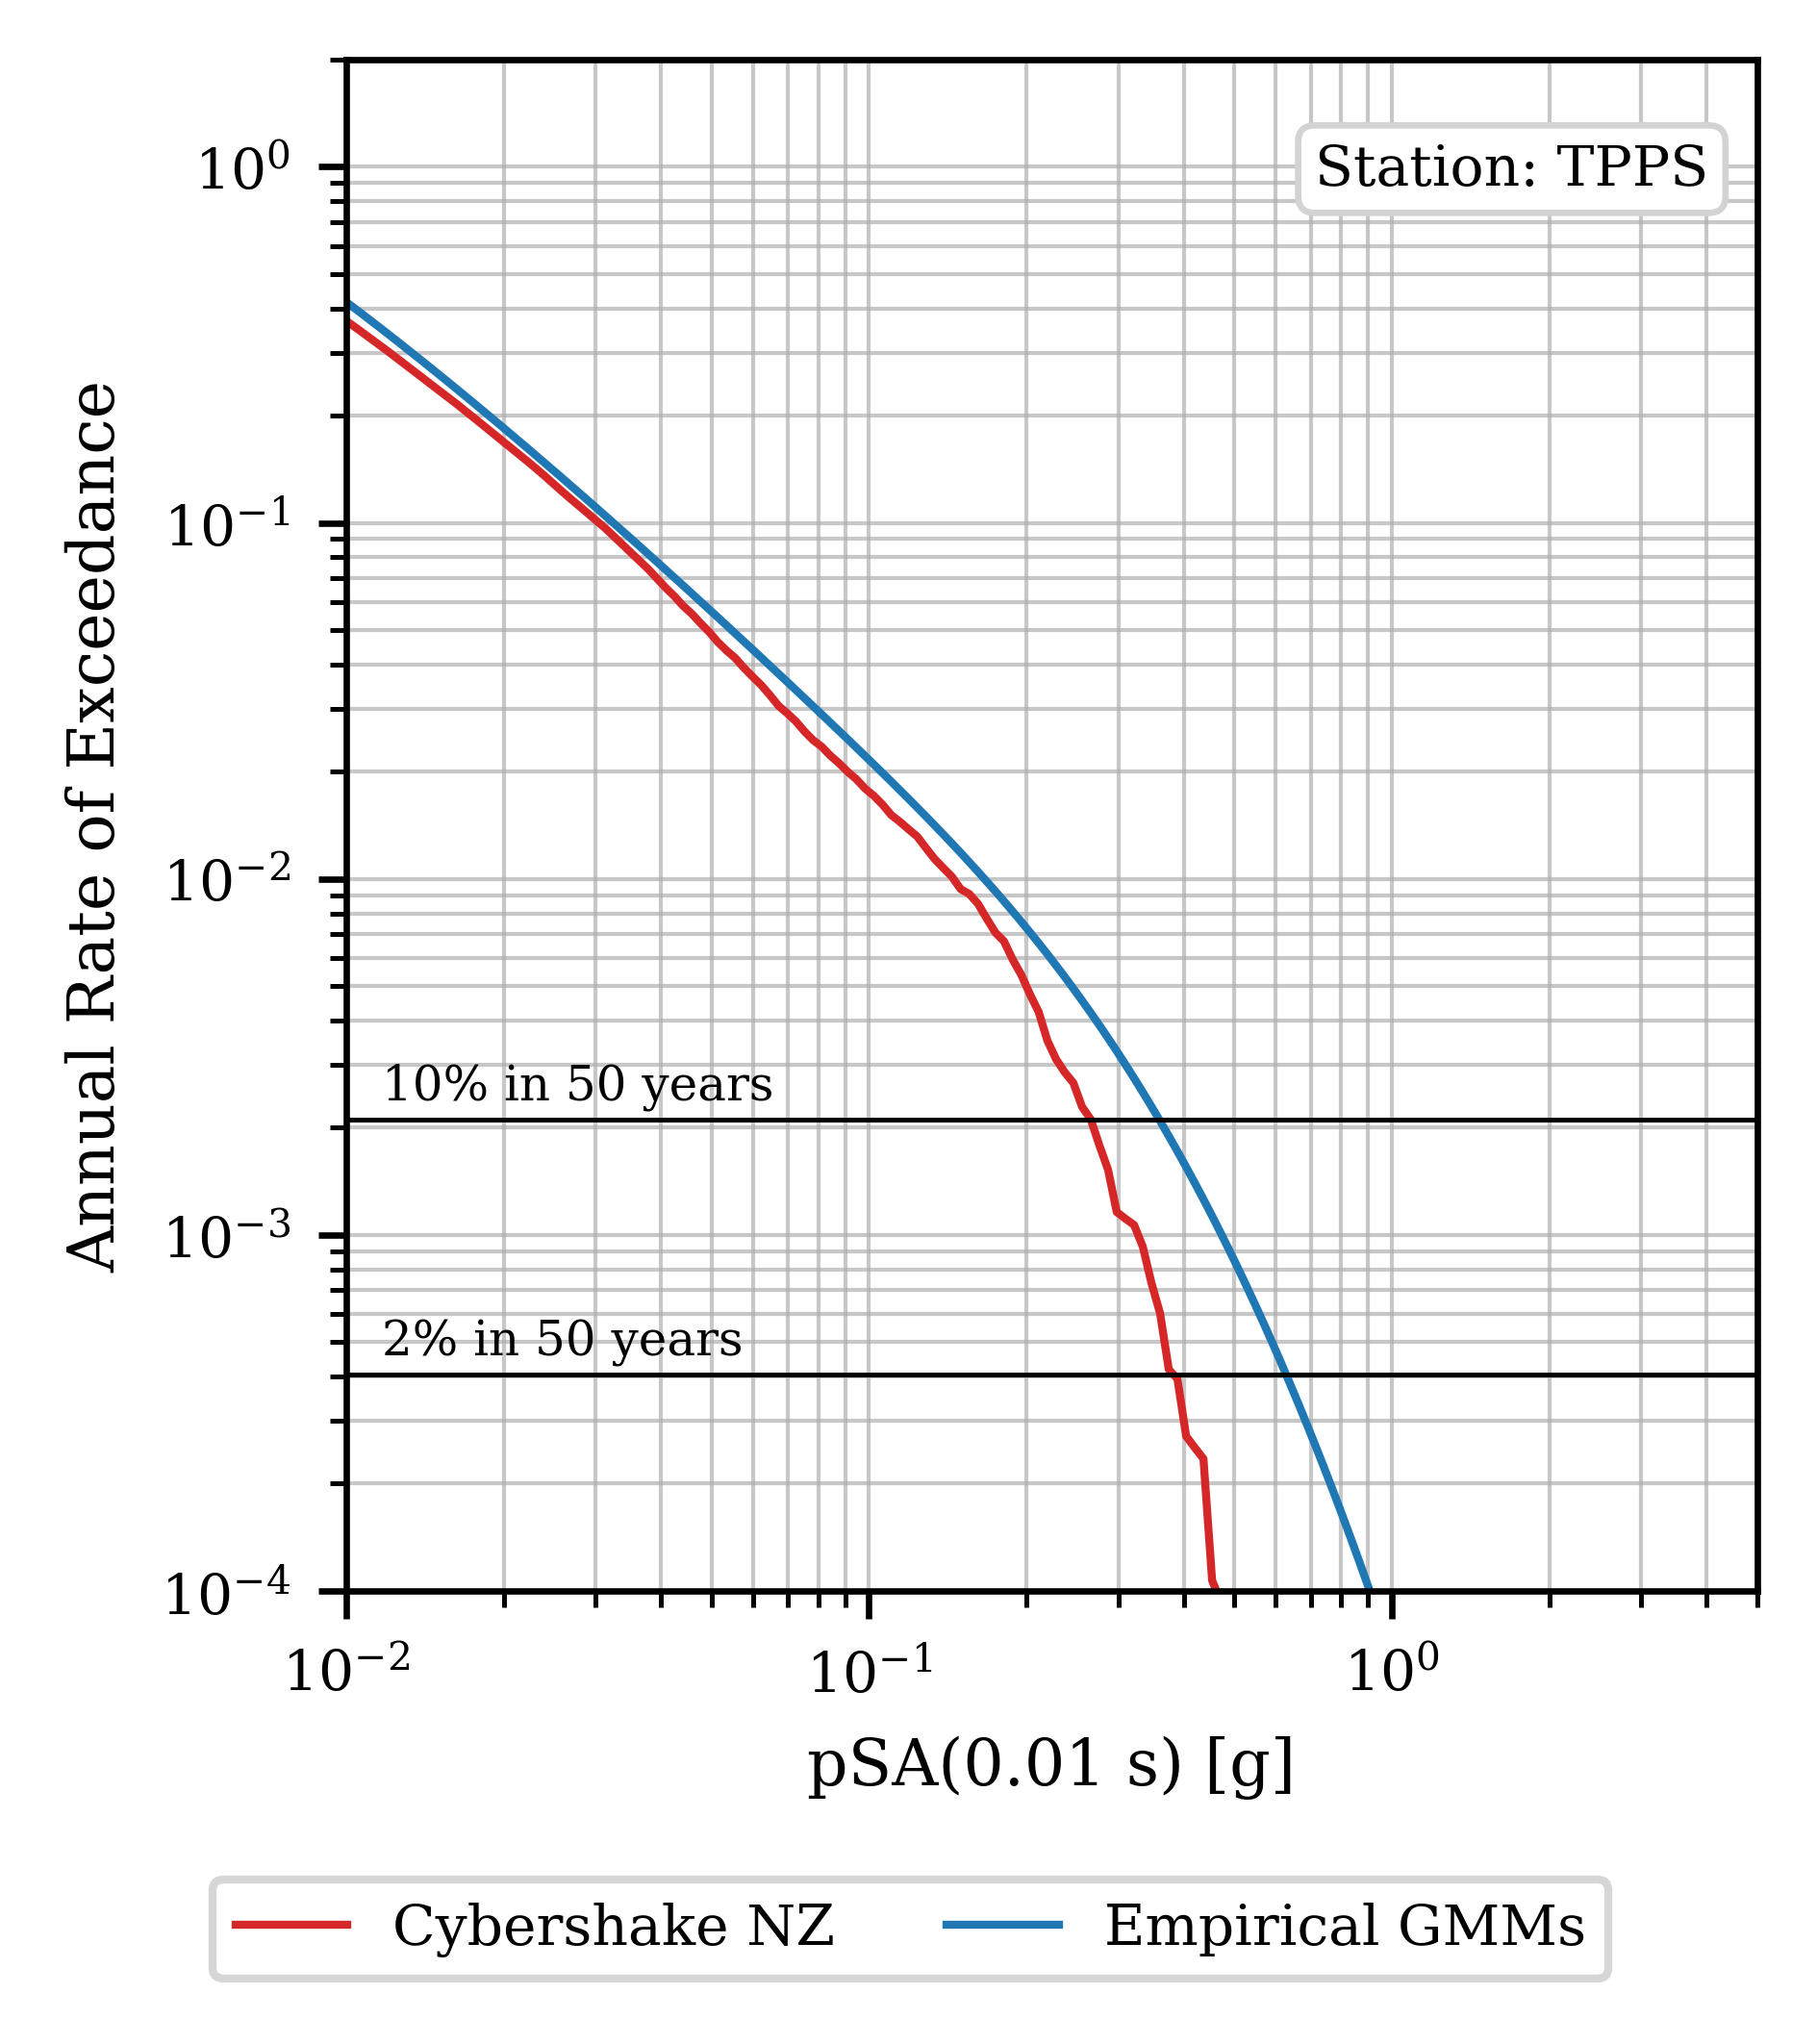 Station: TPPS
10⁰
10⁻¹
10⁻²
10⁻³
10⁻⁴
Annual Rate of Exceedance
10% in 50 years
2% in 50 years
10⁻²
10⁻¹
10⁰
pSA(0.01 s) [g]
Cybershake NZ
Empirical GMMs